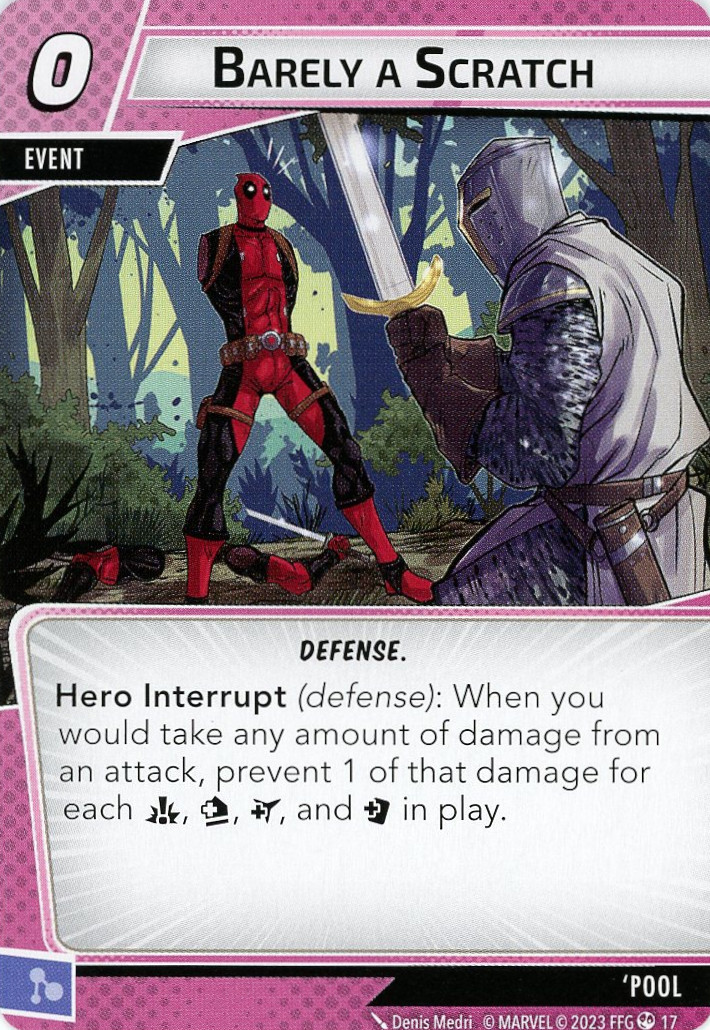 0
BARELY A SCRATCH
EVENT
DEFENSE.
Hero Interrupt (defense): When you
would take any amount of damage from
an attack, prevent 1 of that damage for
each , , , and in play.
'POOL
Denis Medri © MARVEL © 2023 FFG 17